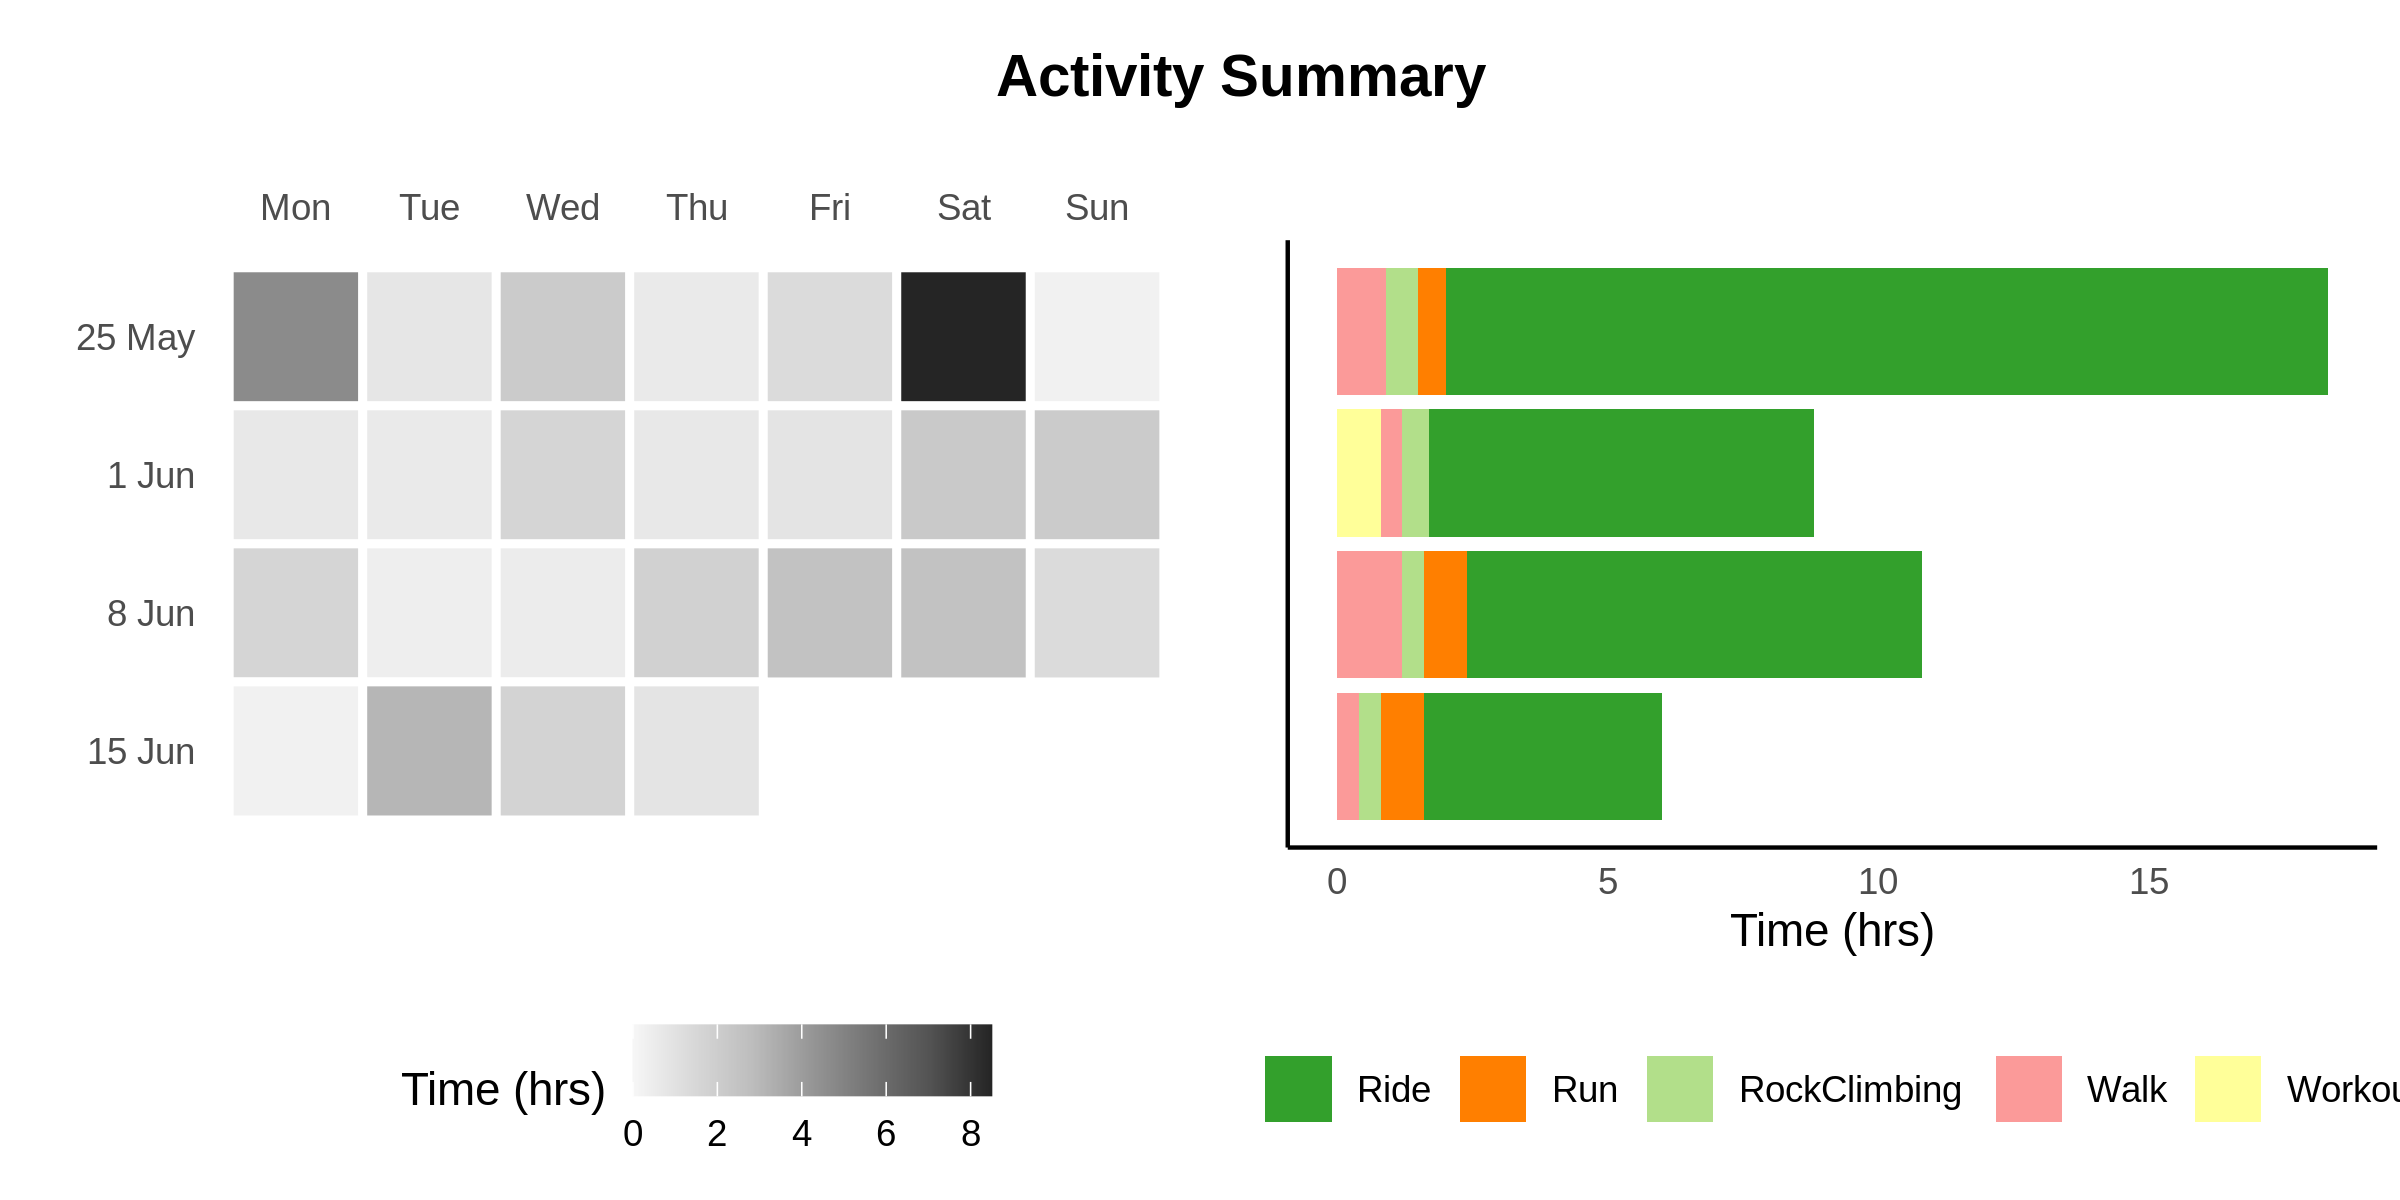 Activity Summary
Mon Tue Wed Thu Fri Sat Sun
25 May
1 Jun
8 Jun
15 Jun
0 5 10 15
Time (hrs)
Time (hrs)
0 2 4 6 8
Ride Run RockClimbing Walk Workou